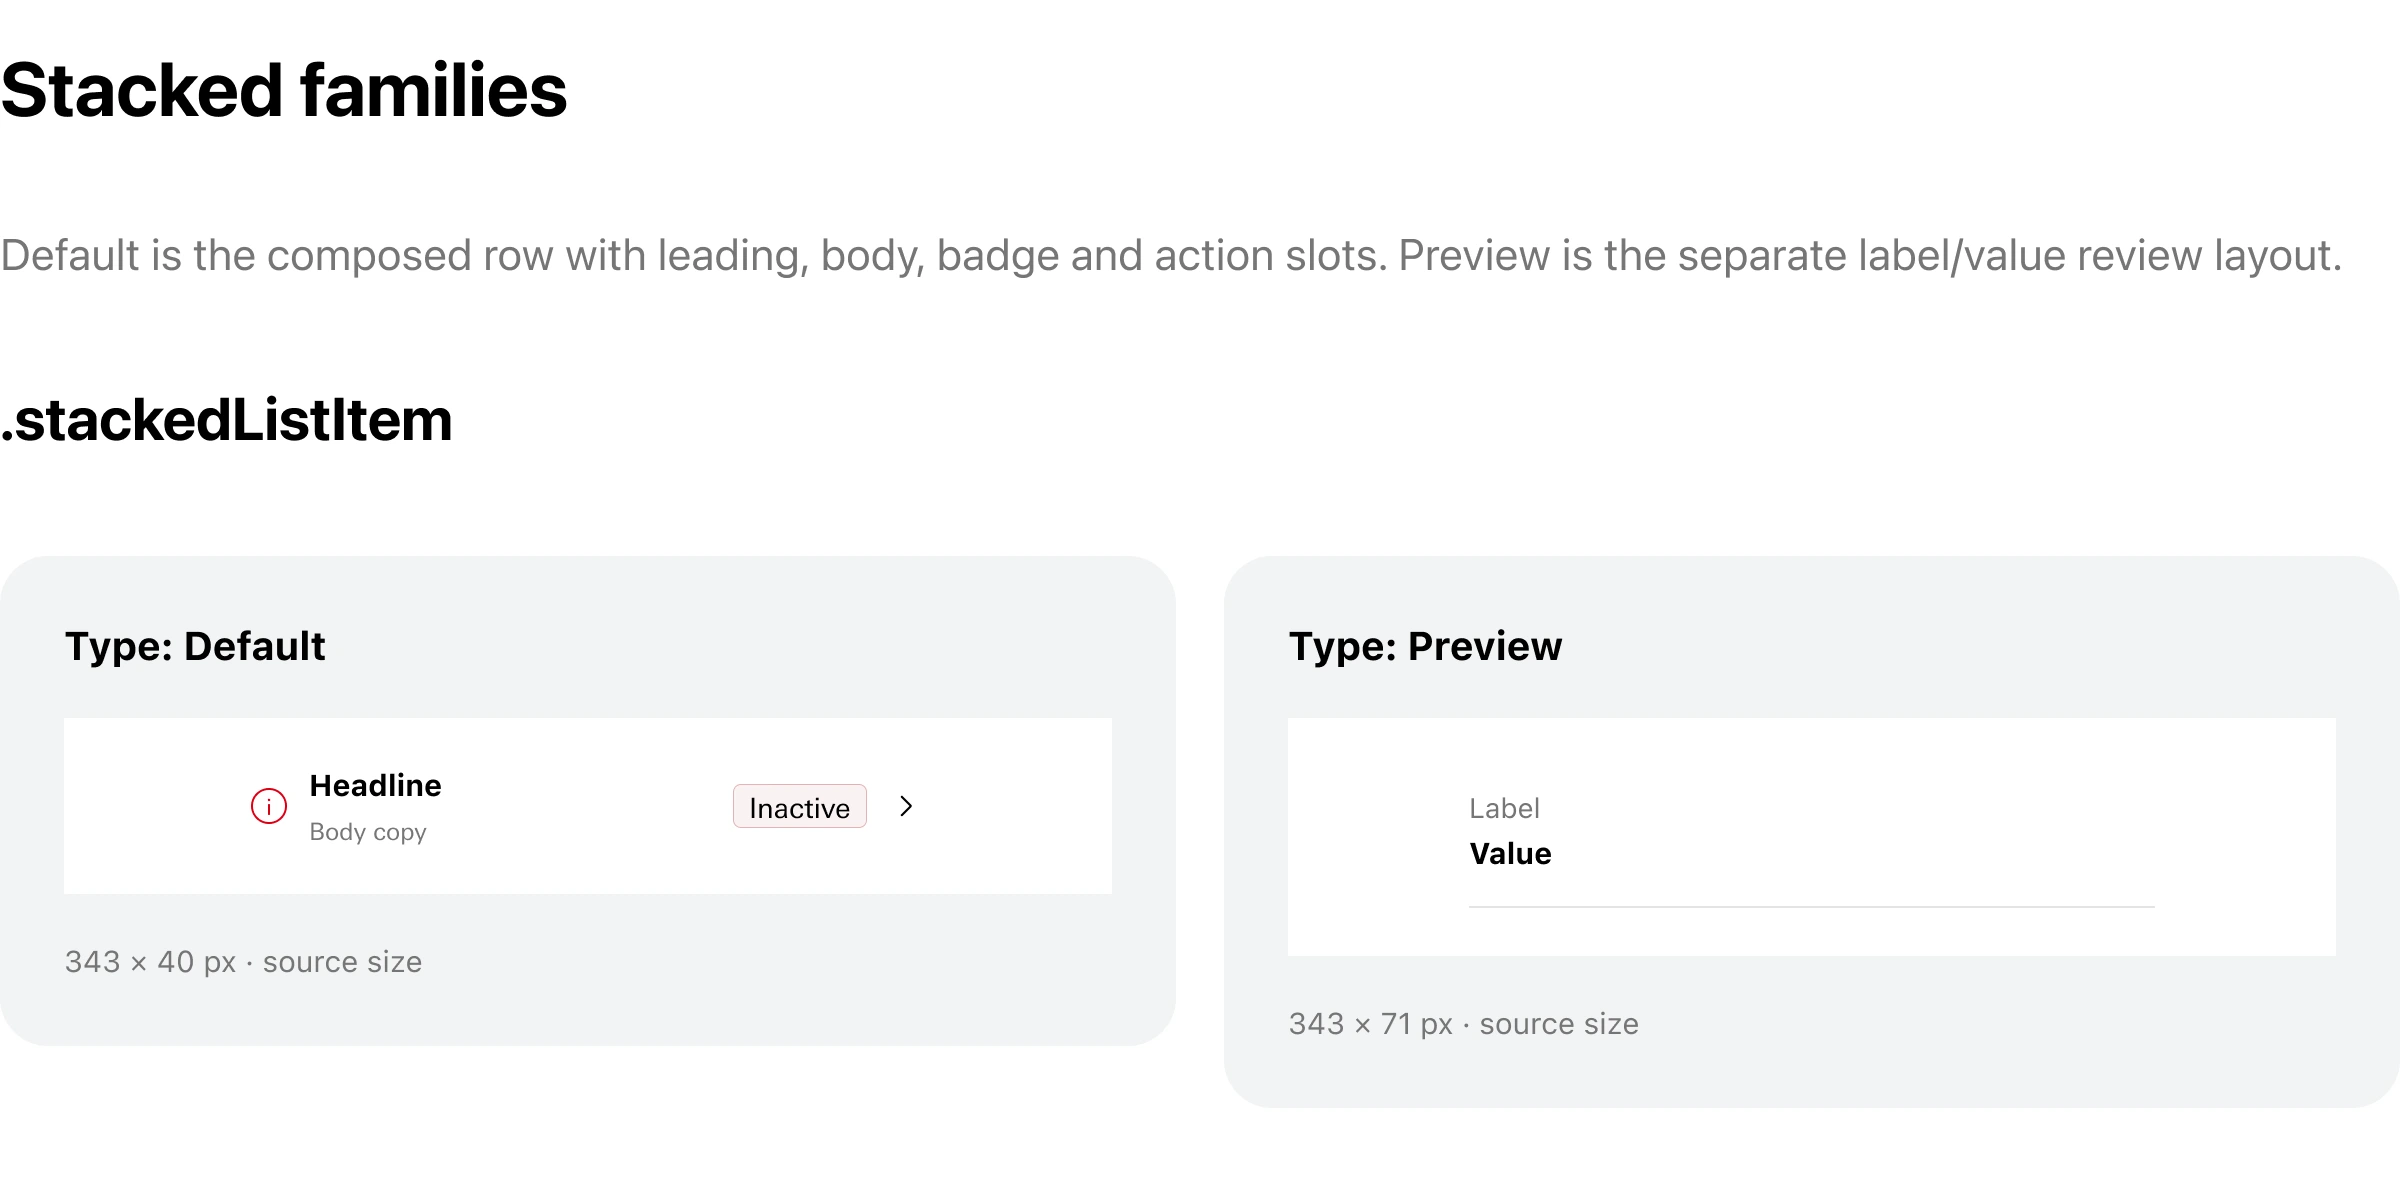 Stacked families
Default is the composed row with leading, body, badge and action slots. Preview is the separate label/value review layout.
.stackedListItem
Type: Default
Headline
Body copy
Inactive
343 × 40 px · source size
Type: Preview
Label
Value
343 × 71 px · source size